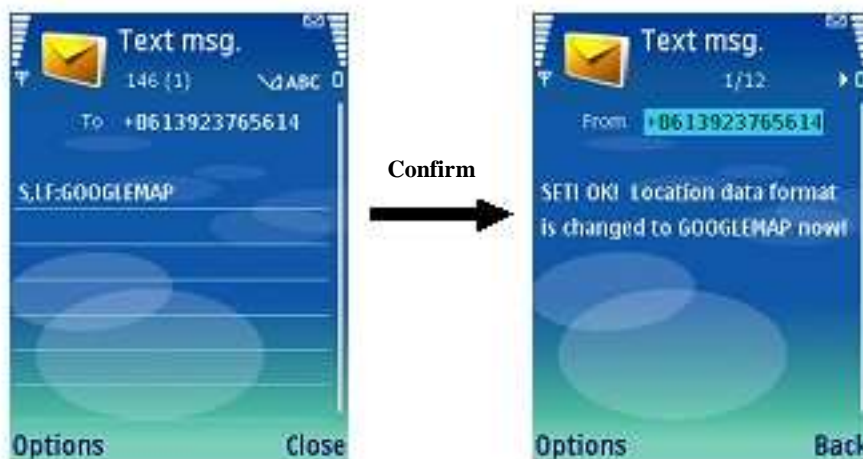 Text msg.
146 (1) ABC
To +8613923765614
S,LF:GOOGLEMAP
Options Close
Confirm
Text msg.
1/12
From +8613923765614
SET! OK! Location data format
is changed to GOOGLEMAP now!
Options Back